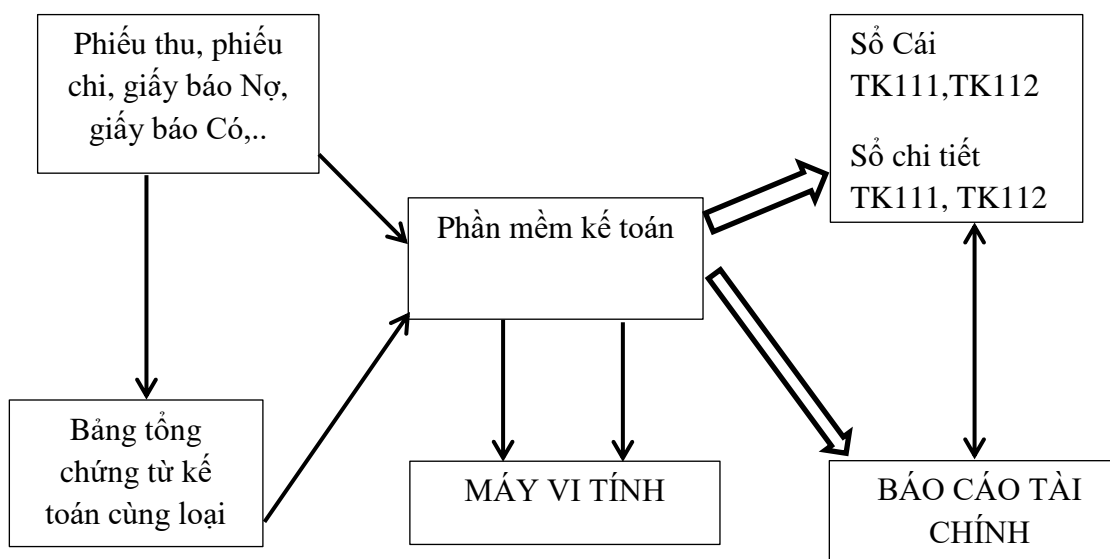 Phiếu thu, phiếu
chi, giấy báo Nợ,
giấy báo Có,..
Sổ Cái
TK111,TK112
Sổ chi tiết
TK111, TK112
Phần mềm kế toán
Bảng tổng
chứng từ kế
toán cùng loại
MÁY VI TÍNH
BÁO CÁO TÀI
CHÍNH